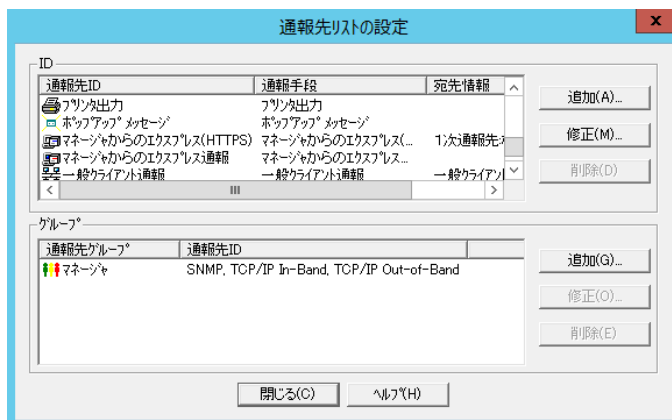 通報先リストの設定
x
ID
通報先ID 通報手段 宛先情報
プリンタ出力 プリンタ出力
ポップアップ メッセージ ポップアップ メッセージ
マネージャからのエクスプレス(HTTPS) マネージャからのエクスプレス(... 1次通報先:
マネージャからのエクスプレス通報 マネージャからのエクスプレス...
一般クライアント通報 一般クライアント通報 一般クライアン
追加(A)...
修正(M)...
削除(D)
グループ
通報先グループ 通報先ID
マネージャ SNMP, TCP/IP In-Band, TCP/IP Out-of-Band
追加(G)...
修正(O)...
削除(E)
閉じる(C) ヘルプ(H)